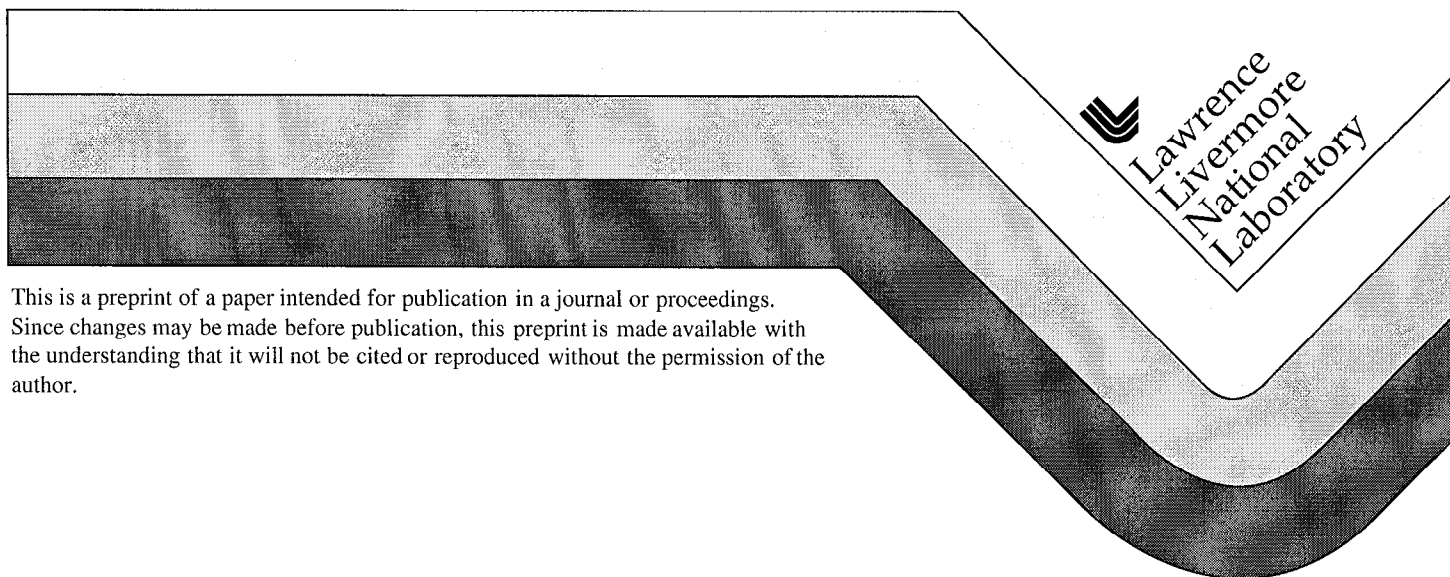 Lawrence
Livermore
National
Laboratory
This is a preprint of a paper intended for publication in a journal or proceedings.
Since changes may be made before publication, this preprint is made available with
the understanding that it will not be cited or reproduced without the permission of the
author.